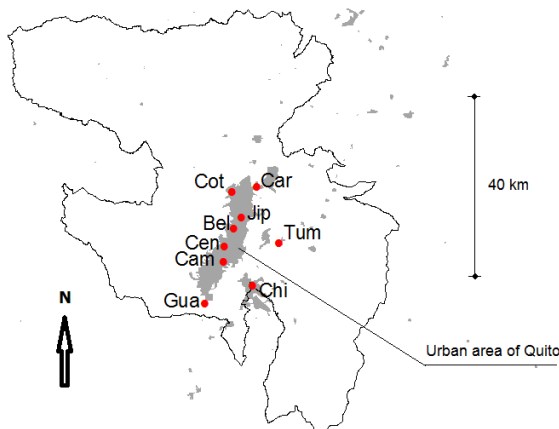 Cot
Car
40 km
Jip
Bel
Tum
Cen
Cam
Chi
Gua
N
Urban area of Quito